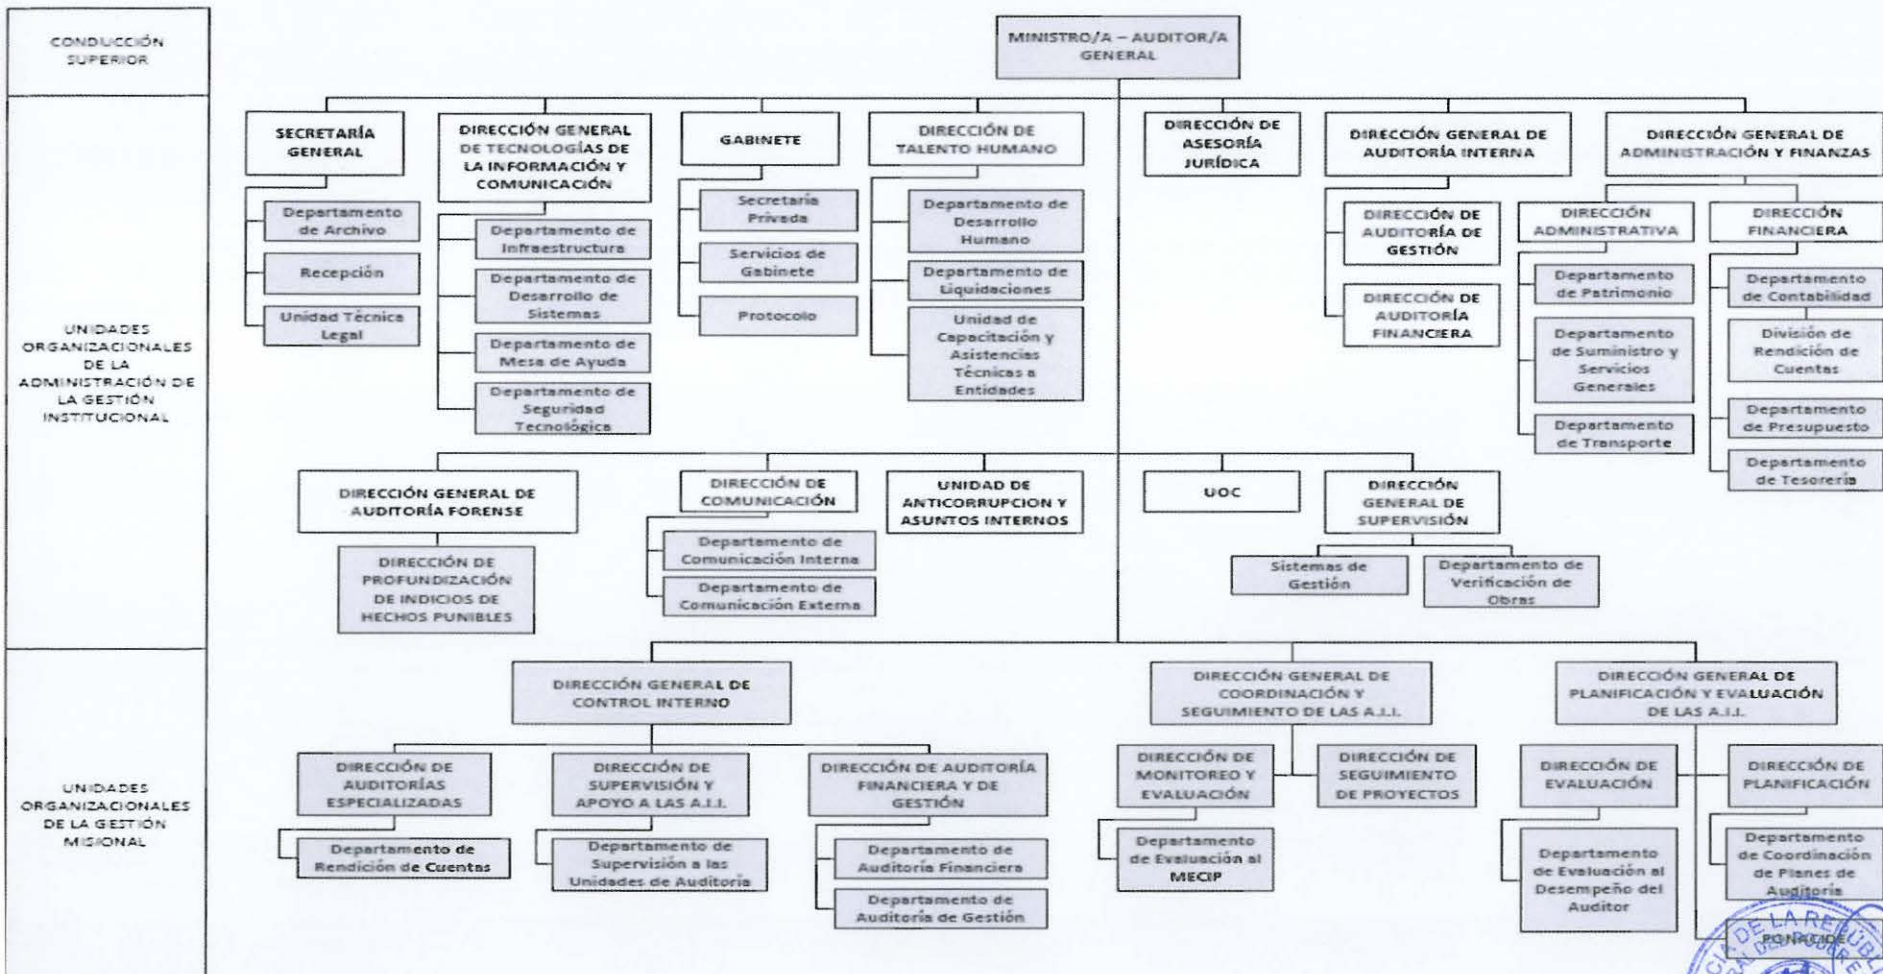 CONDUCCIÓN
SUPERIOR
MINISTRO/A – AUDITOR/A
GENERAL
UNIDADES
ORGANIZACIONALES
DE LA
ADMINISTRACIÓN DE
LA GESTIÓN
INSTITUCIONAL
SECRETARÍA
GENERAL
Departamento
de Archivo
Recepción
Unidad Técnica
Legal
DIRECCIÓN GENERAL
DE TECNOLOGÍAS DE
LA INFORMACIÓN Y
COMUNICACIÓN
Departamento de
Infraestructura
Departamento de
Desarrollo de
Sistemas
Departamento de
Mesa de Ayuda
Departamento de
Seguridad
Tecnológica
GABINETE
Secretaría
Privada
Servicios de
Gabinete
Protocolo
DIRECCIÓN DE
TALENTO HUMANO
Departamento de
Desarrollo
Humano
Departamento de
Liquidaciones
Unidad de
Capacitación y
Asistencias
Técnicas a
Entidades
DIRECCIÓN DE
ASESORÍA
JURÍDICA
DIRECCIÓN GENERAL DE
AUDITORÍA INTERNA
DIRECCIÓN DE
AUDITORÍA DE
GESTIÓN
DIRECCIÓN DE
AUDITORÍA
FINANCIERA
DIRECCIÓN GENERAL DE
ADMINISTRACIÓN Y FINANZAS
DIRECCIÓN
ADMINISTRATIVA
Departamento
de Patrimonio
Departamento
de Suministro y
Servicios
Generales
Departamento
de Transporte
DIRECCIÓN
FINANCIERA
Departamento
de Contabilidad
División de
Rendición de
Cuentas
Departamento
de Presupuesto
Departamento
de Tesorería
DIRECCIÓN GENERAL DE
AUDITORÍA FORENSE
DIRECCIÓN DE
PROFUNDIZACIÓN
DE INDICIOS DE
HECHOS PUNIBLES
DIRECCIÓN DE
COMUNICACIÓN
Departamento de
Comunicación Interna
Departamento de
Comunicación Externa
UNIDAD DE
ANTICORRUPCION Y
ASUNTOS INTERNOS
UOC
DIRECCIÓN
GENERAL DE
SUPERVISIÓN
Sistemas de
Gestión
Departamento de
Verificación de
Obras
UNIDADES
ORGANIZACIONALES
DE LA GESTIÓN
MISIONAL
DIRECCIÓN GENERAL DE
CONTROL INTERNO
DIRECCIÓN DE
AUDITORÍAS
ESPECIALIZADAS
Departamento de
Rendición de Cuentas
DIRECCIÓN DE
SUPERVISIÓN Y
APOYO A LAS A.I.I.
Departamento de
Supervisión a las
Unidades de Auditoría
DIRECCIÓN DE AUDITORÍA
FINANCIERA Y DE
GESTIÓN
Departamento de
Auditoría Financiera
Departamento de
Auditoría de Gestión
DIRECCIÓN GENERAL DE
COORDINACIÓN Y
SEGUIMIENTO DE LAS A.I.I.
DIRECCIÓN DE
MONITOREO Y
EVALUACIÓN
Departamento
de Evaluación al
MECIP
DIRECCIÓN DE
SEGUIMIENTO
DE PROYECTOS
DIRECCIÓN GENERAL DE
PLANIFICACIÓN Y EVALUACIÓN
DE LAS A.I.I.
DIRECCIÓN DE
EVALUACIÓN
Departamento
de Evaluación al
Desempeño del
Auditor
DIRECCIÓN DE
PLANIFICACIÓN
Departamento
de Coordinación
de Planes de
Auditoría
FONACIDE
DE LA